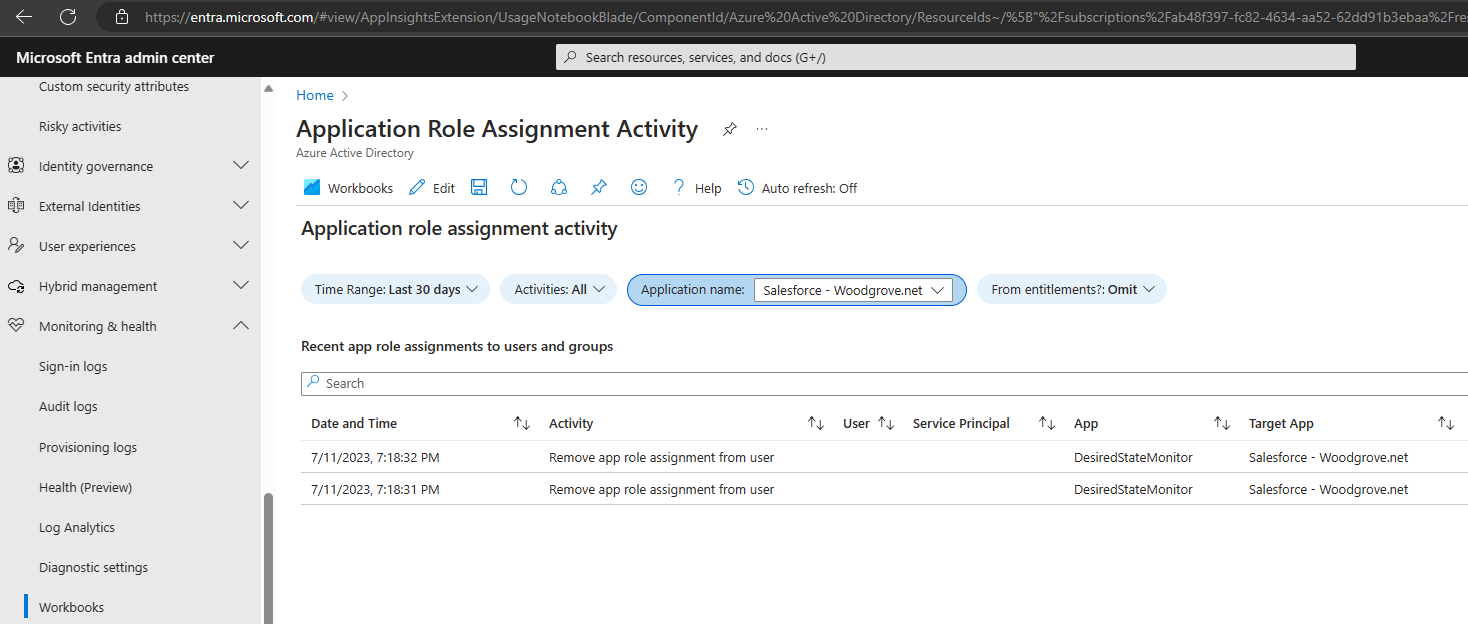 https://entra.microsoft.com/#view/AppInsightsExtension/UsageNotebookBlade/ComponentId/Azure%20Active%20Directory/ResourceIds~/%5B"%2Fsubscriptions%2Fab48f397-fc82-4634-aa52-62dd91b3ebaa%2Fre
Microsoft Entra admin center
Search resources, services, and docs (G+/)
Custom security attributes
Risky activities
Identity governance
External Identities
User experiences
Hybrid management
Monitoring & health
Sign-in logs
Audit logs
Provisioning logs
Health (Preview)
Log Analytics
Diagnostic settings
Workbooks
Home
Application Role Assignment Activity
Azure Active Directory
Workbooks Edit Help Auto refresh: Off
Application role assignment activity
Time Range: Last 30 days Activities: All Application name: Salesforce - Woodgrove.net From entitlements?: Omit
Recent app role assignments to users and groups
Search
Date and Time Activity User Service Principal App Target App
7/11/2023, 7:18:32 PM Remove app role assignment from user DesiredStateMonitor Salesforce - Woodgrove.net
7/11/2023, 7:18:31 PM Remove app role assignment from user DesiredStateMonitor Salesforce - Woodgrove.net